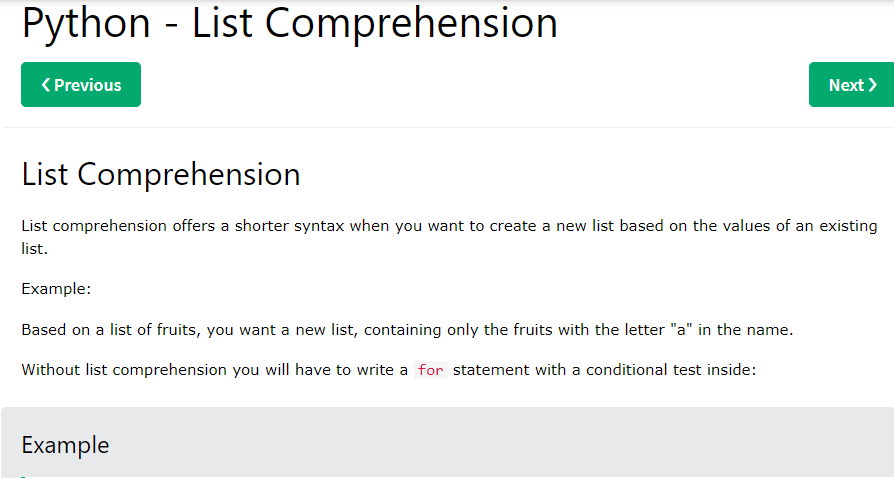 Python - List Comprehension
❮ Previous
Next ❯
List Comprehension
List comprehension offers a shorter syntax when you want to create a new list based on the values of an existing
list.
Example:
Based on a list of fruits, you want a new list, containing only the fruits with the letter "a" in the name.
Without list comprehension you will have to write a for statement with a conditional test inside:
Example